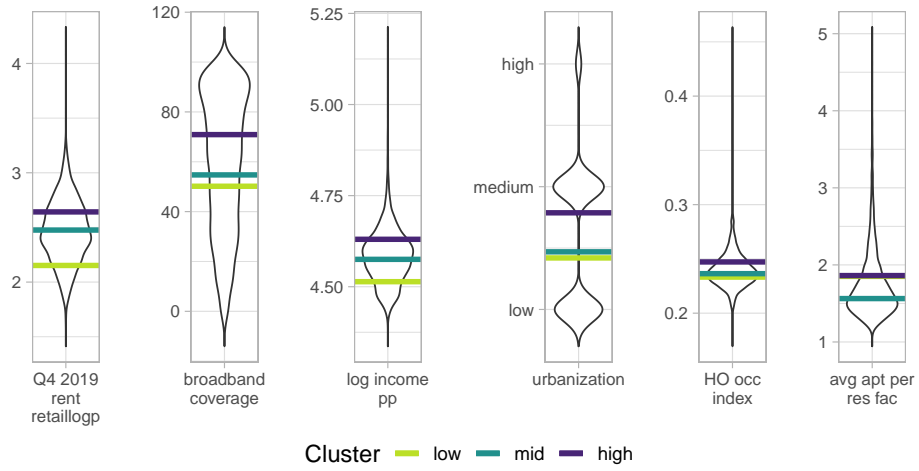 4
3
2
Q4 2019
rent
retaillogp
120
80
40
0
broadband
coverage
5.25
5.00
4.75
4.50
log income
pp
high
medium
low
urbanization
0.4
0.3
0.2
HO occ
index
5
4
3
2
1
avg apt per
res fac
Cluster low mid high